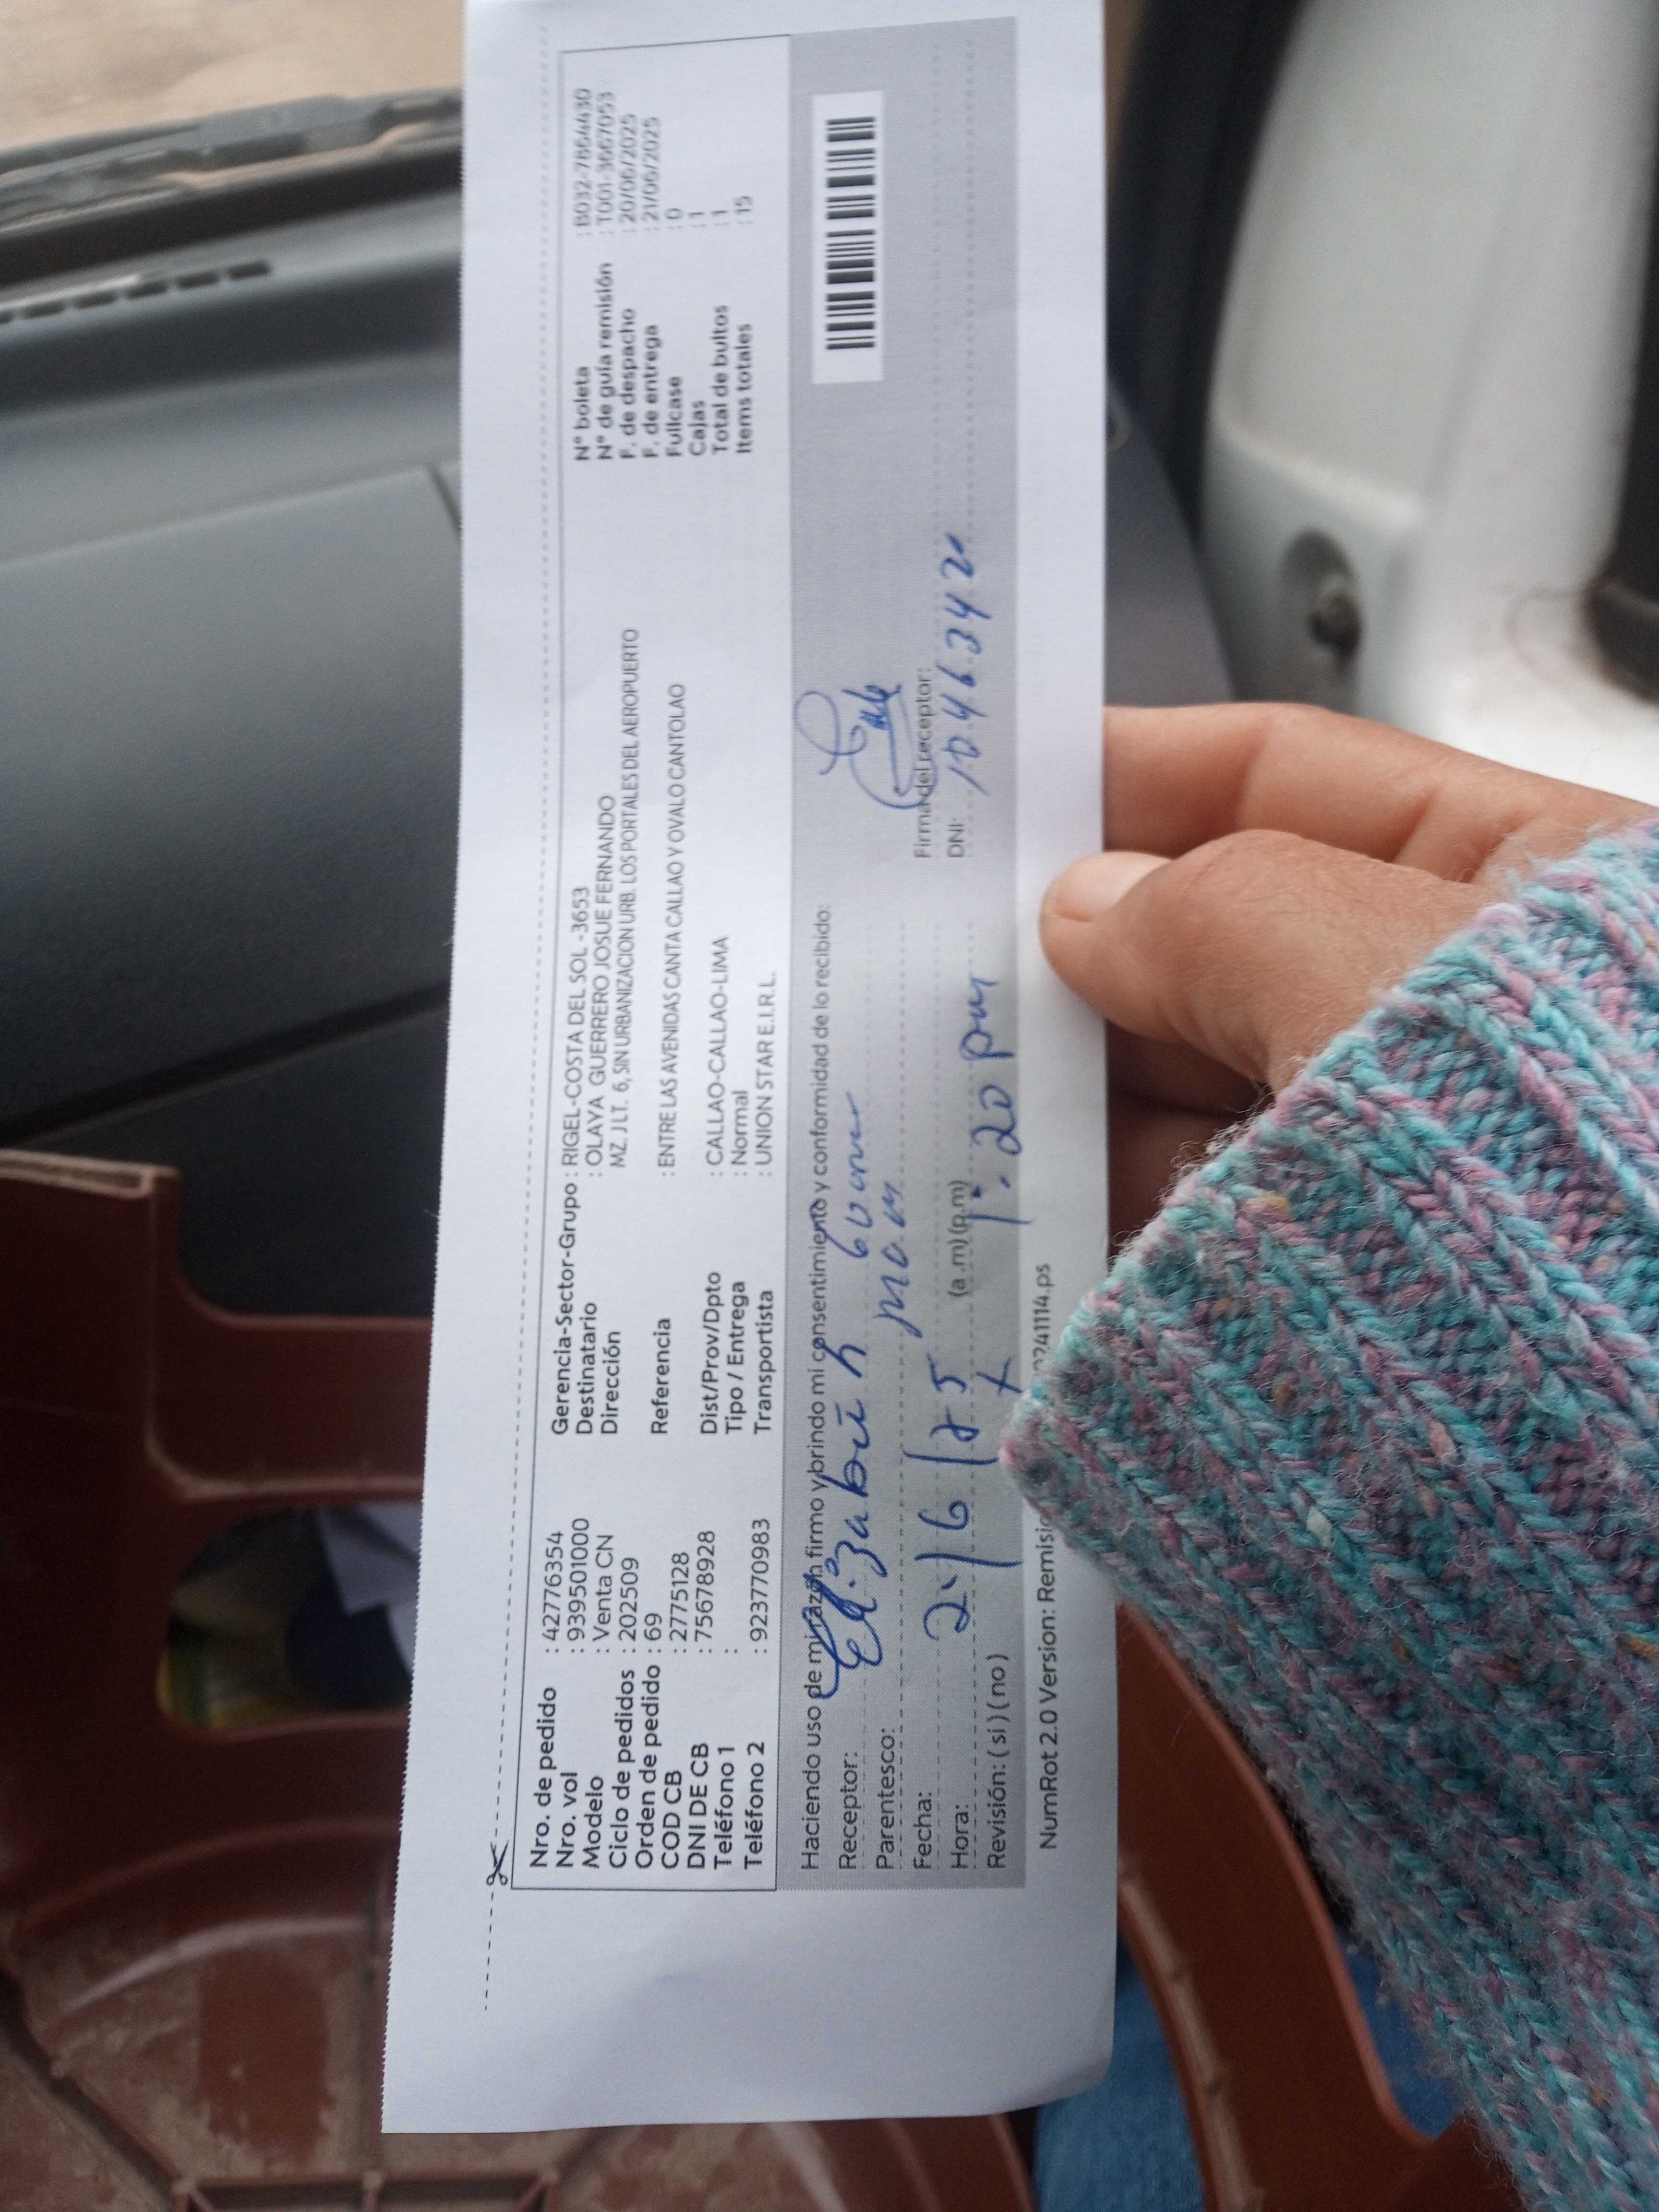 Nro. de pedido : 42776354
Nro. vol : 939501000
Modelo : Venta CN
Ciclo de pedidos : 202509
Orden de pedido : 69
COD CB : 2775128
DNI DE CB : 75678928
Teléfono 1 :
Teléfono 2 : 923770983
Gerencia-Sector-Grupo : RIGEL-COSTA DEL SOL -3653
Destinatario : OLAYA GUERRERO JOSUE FERNANDO
Dirección MZ. J LT. 6, SIN URBANIZACION URB. LOS PORTALES DEL AEROPUERTO
Referencia : ENTRE LAS AVENIDAS CANTA CALLAO Y OVALO CANTOLAO
Dist/Prov/Dpto : CALLAO-CALLAO-LIMA
Tipo / Entrega : Normal
Transportista : UNION STAR E.I.R.L.
N° boleta : B032-7864430
N° de guía remisión : T001-3667053
F. de despacho : 20/06/2025
F. de entrega : 21/06/2025
Fullcase : 0
Cajas : 1
Total de bultos : 1
Items totales : 15
Haciendo uso de mi razón firmo y brindo mi consentimiento y conformidad de lo recibido:
Receptor:
Parentesco:
Fecha:
Hora: (a.m) (p.m) 1:20 pm
Revisión: ( si ) ( no )
Firma del receptor:
DNI: 10463422
NumRot 2.0 Version: Remisio 0241114.ps